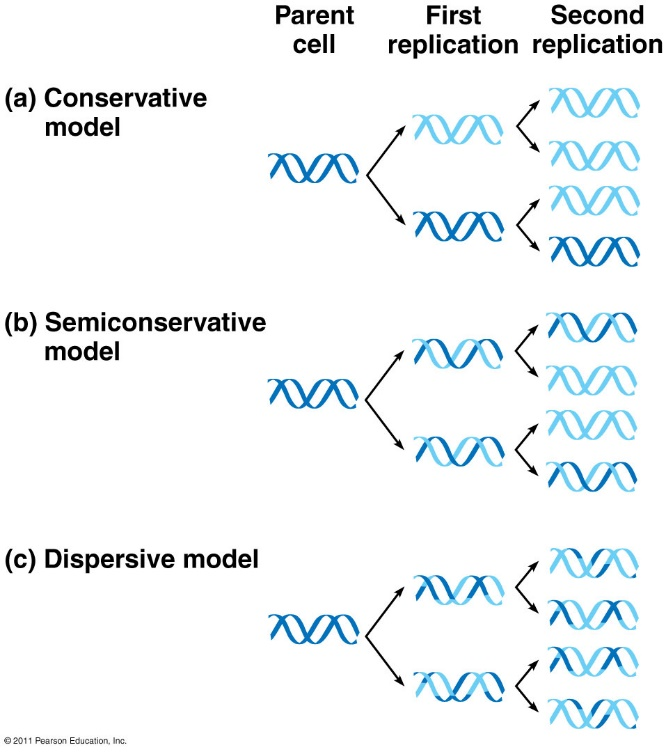 Parent
cell
First
replication
Second
replication
(a) Conservative
model
(b) Semiconservative
model
(c) Dispersive model
© 2011 Pearson Education, Inc.